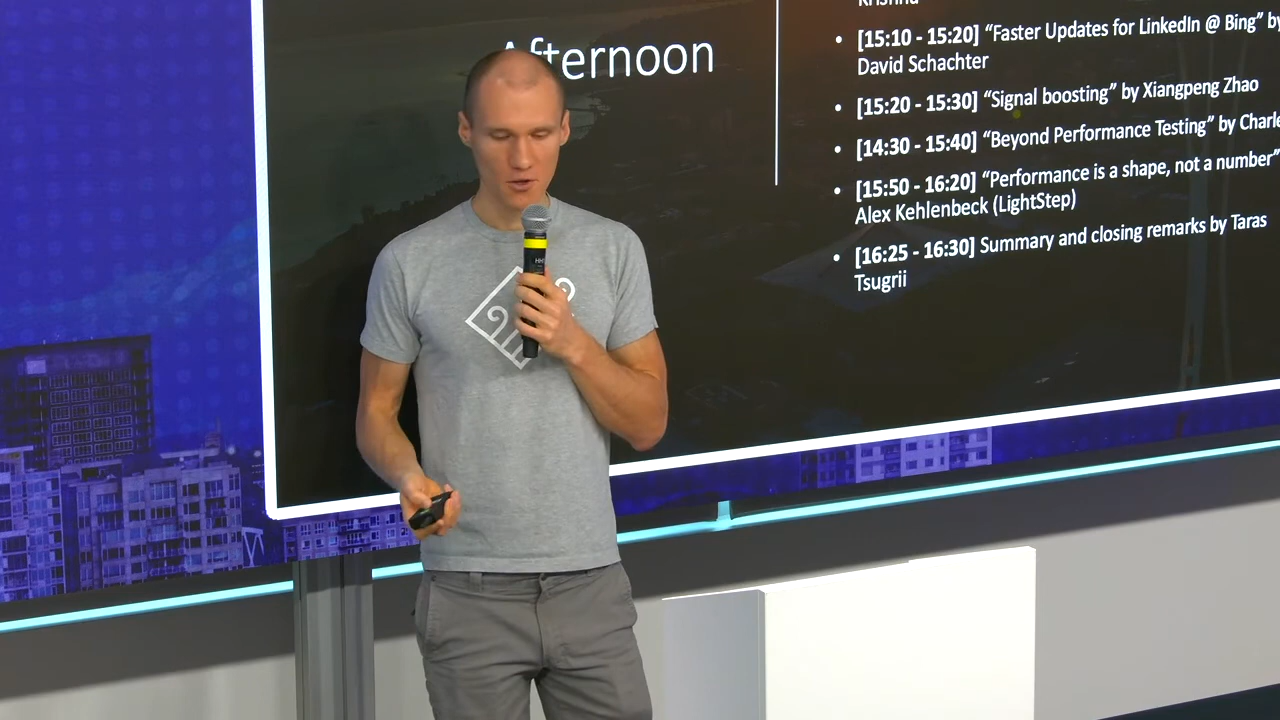 Krishna
Afternoon
• [15:10 - 15:20] “Faster Updates for LinkedIn @ Bing” by
David Schachter
• [15:20 - 15:30] “Signal boosting” by Xiangpeng Zhao
• [14:30 - 15:40] “Beyond Performance Testing” by Charle
• [15:50 - 16:20] “Performance is a shape, not a number”
Alex Kehlenbeck (LightStep)
• [16:25 - 16:30] Summary and closing remarks by Taras
Tsugrii